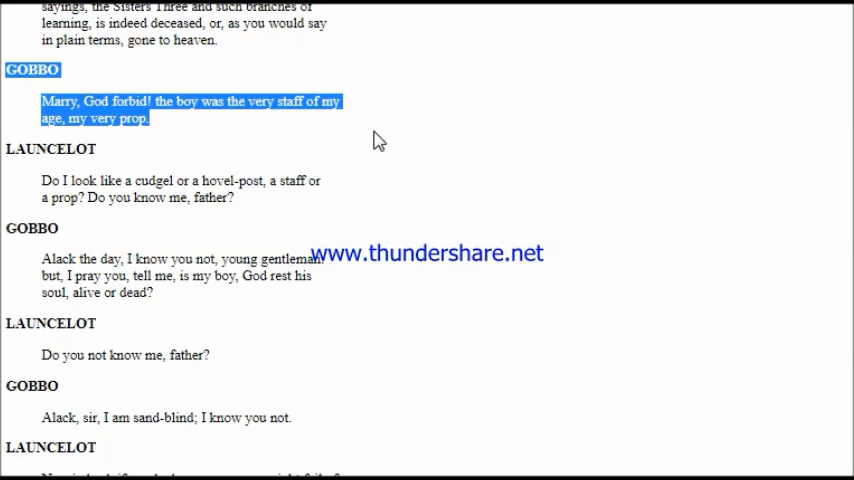 sayings, the Sisters Three and such branches of
learning, is indeed deceased, or, as you would say
in plain terms, gone to heaven.
GOBBO
Marry, God forbid! the boy was the very staff of my
age, my very prop.
LAUNCELOT
Do I look like a cudgel or a hovel-post, a staff or
a prop? Do you know me, father?
GOBBO
Alack the day, I know you not, young gentleman:
but, I pray you, tell me, is my boy, God rest his
soul, alive or dead?
www.thundershare.net
LAUNCELOT
Do you not know me, father?
GOBBO
Alack, sir, I am sand-blind; I know you not.
LAUNCELOT